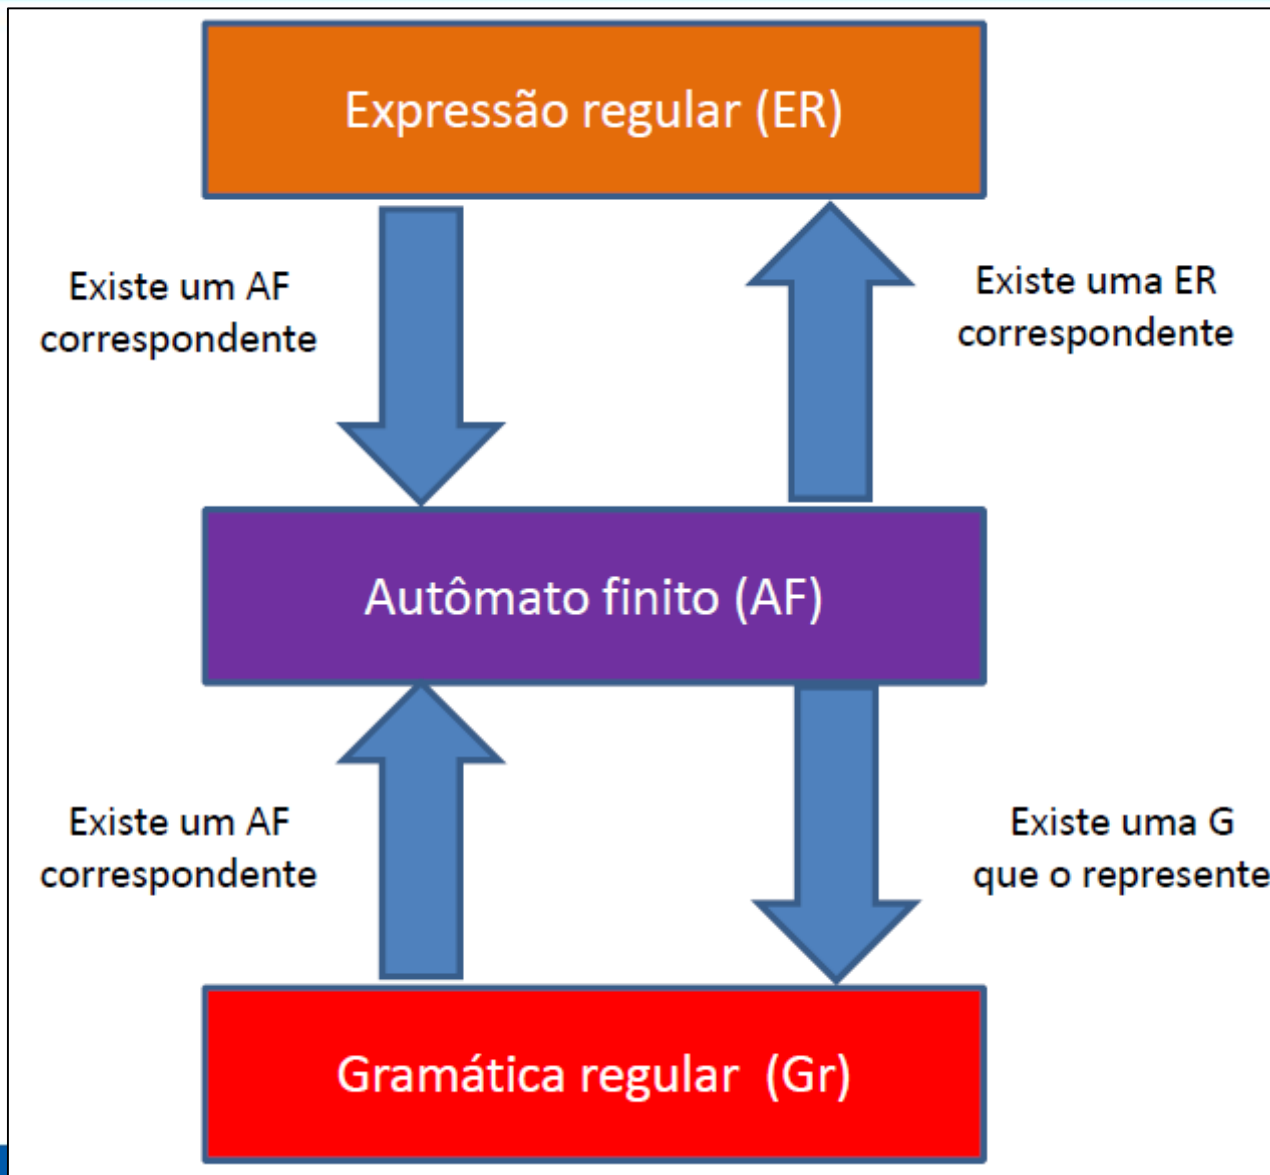 Expressão regular (ER)
Existe um AF
correspondente
Existe uma ER
correspondente
Autômato finito (AF)
Existe um AF
correspondente
Existe uma G
que o represente
Gramática regular (Gr)